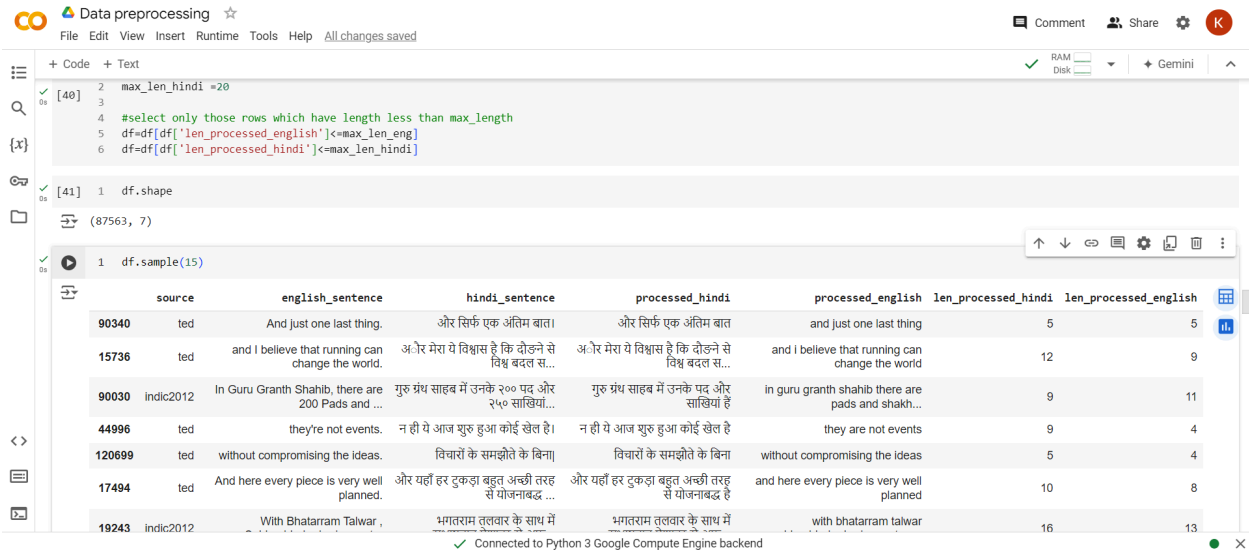 Data preprocessing
File Edit View Insert Runtime Tools Help All changes saved
Comment Share K
+ Code + Text
RAM
Disk
Gemini
0s
[40]
2 max_len_hindi =20
3
4 #select only those rows which have length less than max_length
5 df=df[df['len_processed_english']<=max_len_eng]
6 df=df[df['len_processed_hindi']<=max_len_hindi]
{x}
0s
[41] 1 df.shape
(87563, 7)
0s
1 df.sample(15)
source english_sentence hindi_sentence processed_hindi processed_english len_processed_hindi len_processed_english
90340 ted And just one last thing. और सिर्फ एक अंतिम बात। और सिर्फ एक अंतिम बात and just one last thing 5 5
15736 ted and I believe that running can अोर मेरा ये विश्वास है कि दौङने से अोर मेरा ये विश्वास है कि दौङने से and i believe that running can 12 9
change the world. विश्व बदल स... विश्व बदल स... change the world
90030 indic2012 In Guru Granth Shahib, there are गुरु ग्रंथ साहब में उनके २०० पद और गुरु ग्रंथ साहब में उनके पद और in guru granth shahib there are 9 11
200 Pads and ... २५० साखियां... साखियां हैं pads and shakh...
44996 ted they're not events. न ही ये आज शुरु हुआ कोई खेल है। न ही ये आज शुरु हुआ कोई खेल है they are not events 9 4
120699 ted without compromising the ideas. विचारों के समझौते के बिना| विचारों के समझौते के बिना without compromising the ideas 5 4
17494 ted And here every piece is very well और यहाँ हर टुकड़ा बहुत अच्छी तरह और यहाँ हर टुकड़ा बहुत अच्छी तरह and here every piece is very well 10 8
planned. से योजनाबद्ध ... से योजनाबद्ध है planned
19243 indic2012 With Bhatarram Talwar , भगतराम तलवार के साथ में भगतराम तलवार के साथ में with bhatarram talwar 16 13
Connected to Python 3 Google Compute Engine backend